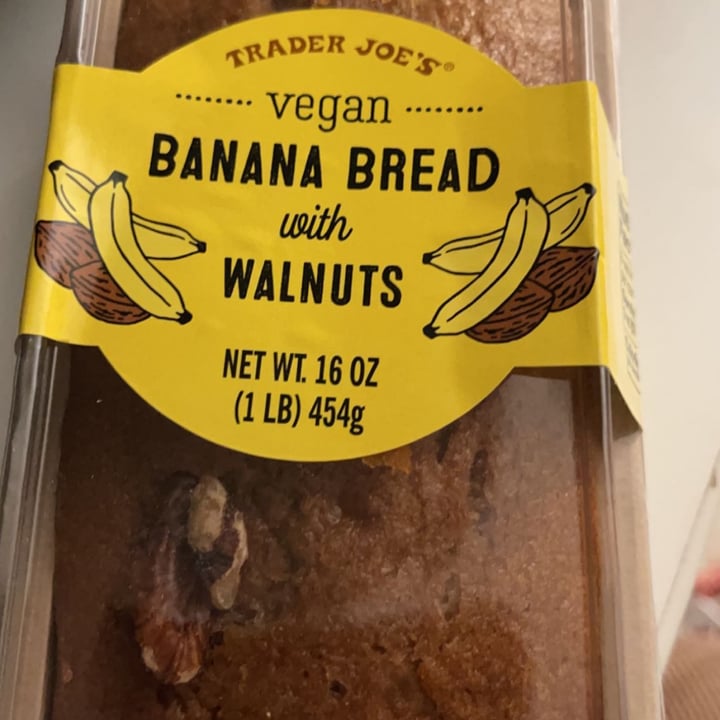 TRADER JOE'S®
vegan
BANANA BREAD
with
WALNUTS
NET WT. 16 OZ
(1 LB) 454g